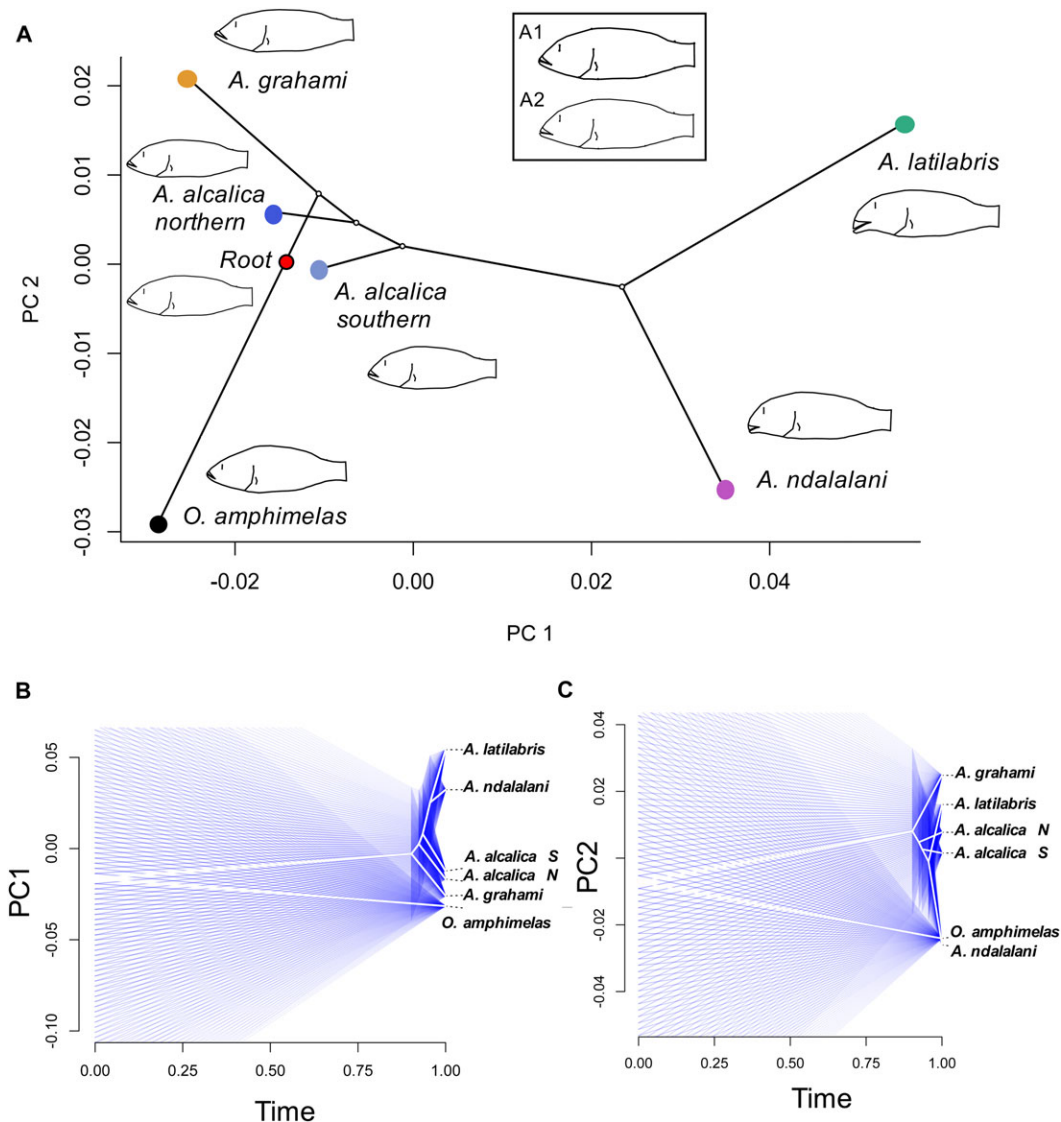 A
A. grahami
A1
A2
A. latilabris
A. alcalica
northern
Root
A. alcalica
southern
A. ndalalani
O. amphimelas
0.02
0.01
0.00
-0.01
-0.02
-0.03
PC 2
-0.02
0.00
0.02
0.04
PC 1
B
0.05
0.00
-0.05
-0.10
PC1
A. latilabris
A. ndalalani
A. alcalica S
A. alcalica N
A. grahami
O. amphimelas
0.00
0.25
0.50
0.75
1.00
Time
C
0.04
0.02
0.00
-0.02
-0.04
PC2
A. grahami
A. latilabris
A. alcalica N
A. alcalica S
O. amphimelas
A. ndalalani
0.00
0.25
0.50
0.75
1.00
Time